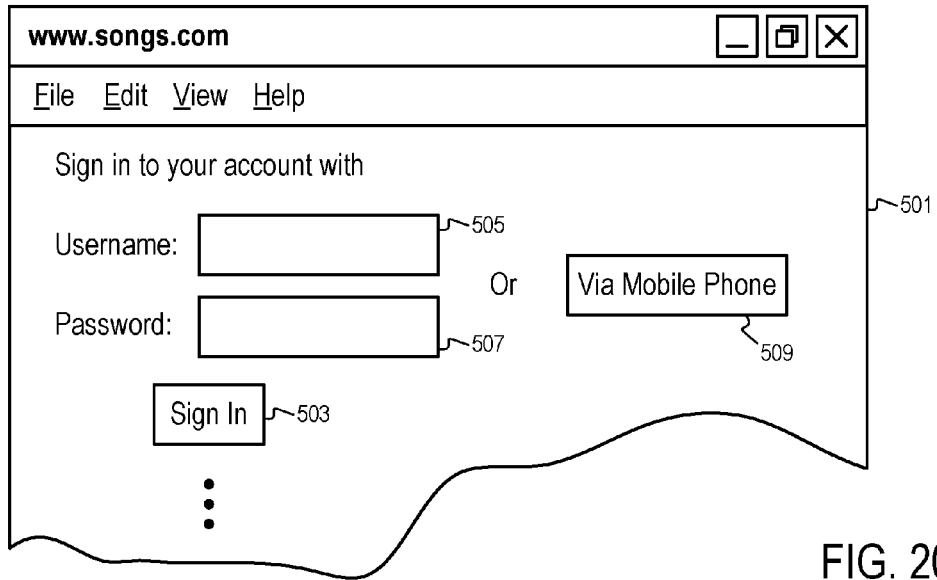 www.songs.com
File Edit View Help
Sign in to your account with
501
Username:
505
Or
Via Mobile Phone
Password:
507
509
Sign In
503
FIG.